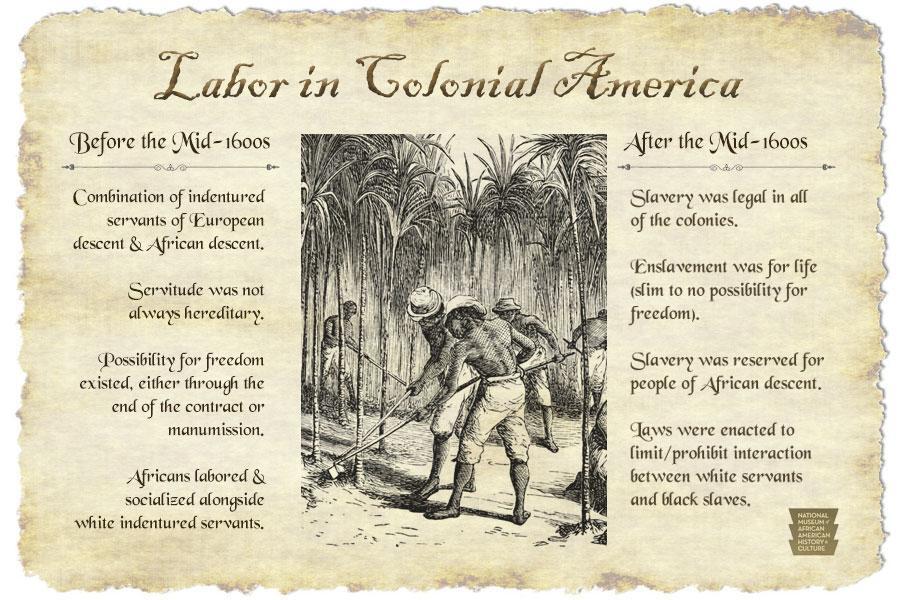 Labor in Colonial America
Before the Mid-1600s
Combination of indentured
servants of European
descent & African descent.
Servitude was not
always hereditary.
Possibility for freedom
existed, either through the
end of the contract or
manumission.
Africans labored &
socialized alongside
white indentured servants.
After the Mid-1600s
Slavery was legal in all
of the colonies.
Enslavement was for life
(slim to no possibility for
freedom).
Slavery was reserved for
people of African descent.
Laws were enacted to
limit/prohibit interaction
between white servants
and black slaves.
NATIONAL
MUSEUM of
AFRICAN
AMERICAN
HISTORY &
CULTURE